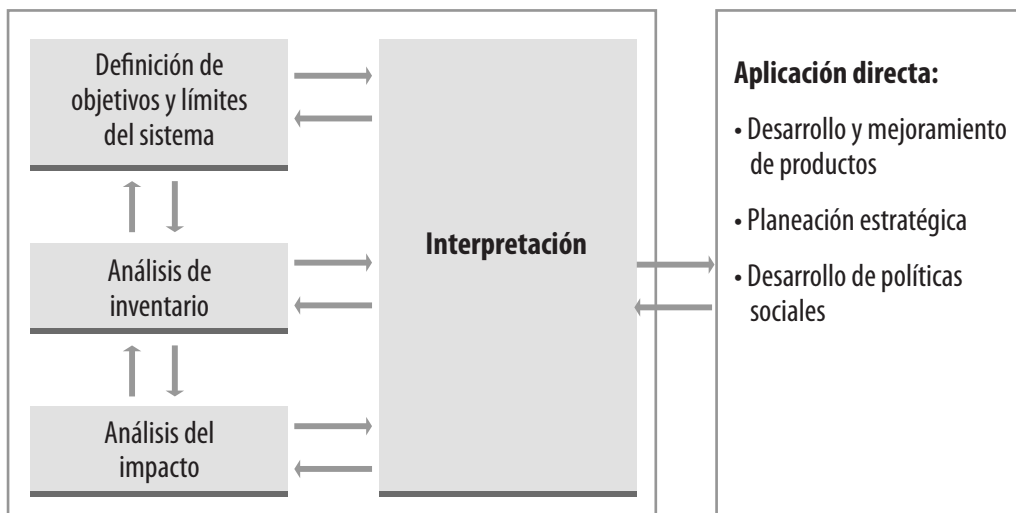 Definición de
objetivos y límites
del sistema
Análisis de
inventario
Análisis del
impacto
Interpretación
Aplicación directa:
• Desarrollo y mejoramiento
de productos
• Planeación estratégica
• Desarrollo de políticas
sociales